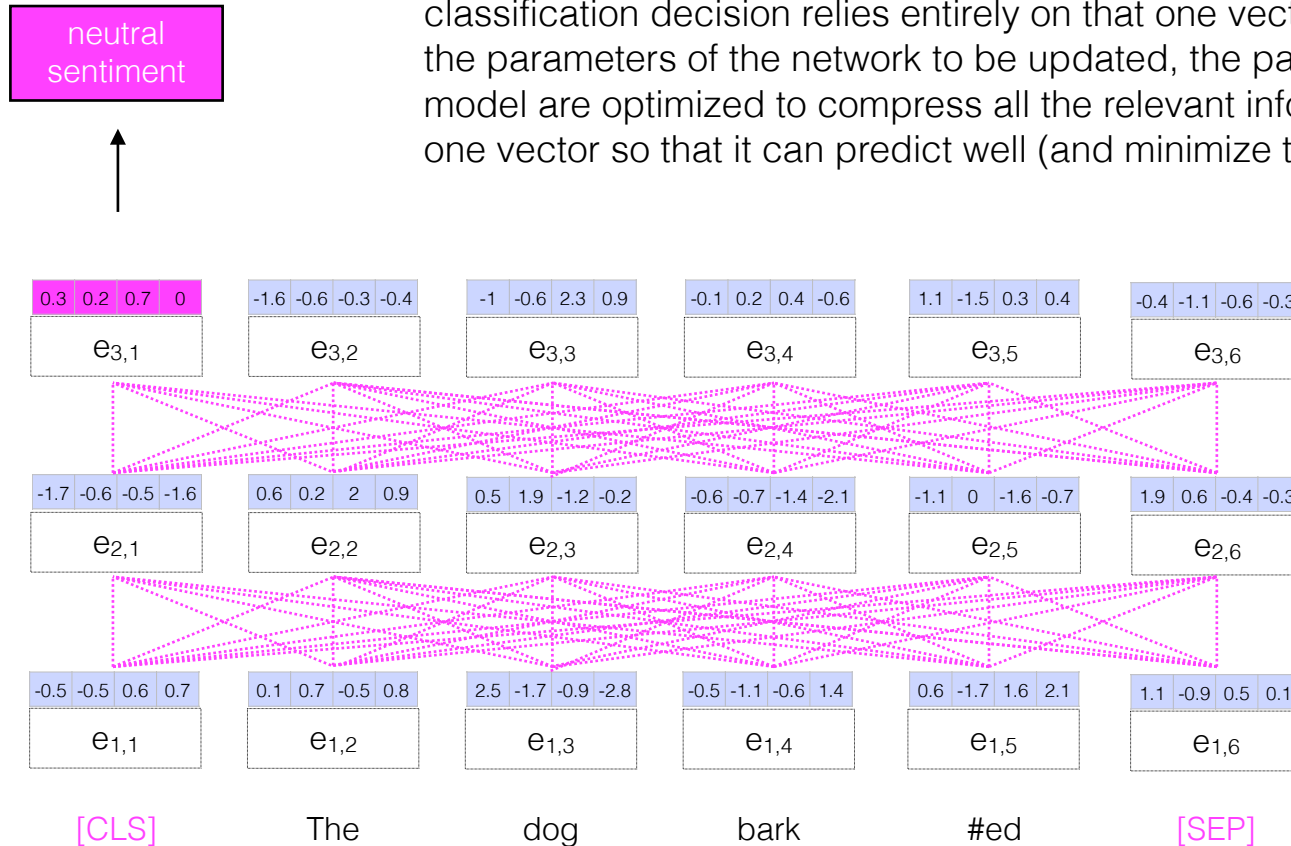 neutral
sentiment
classification decision relies entirely on that one vect
the parameters of the network to be updated, the pa
model are optimized to compress all the relevant info
one vector so that it can predict well (and minimize t
0.3 0.2 0.7 0 -1.6 -0.6 -0.3 -0.4 -1 -0.6 2.3 0.9 -0.1 0.2 0.4 -0.6 1.1 -1.5 0.3 0.4 -0.4 -1.1 -0.6 -0.3
e3,1 e3,2 e3,3 e3,4 e3,5 e3,6
-1.7 -0.6 -0.5 -1.6 0.6 0.2 2 0.9 0.5 1.9 -1.2 -0.2 -0.6 -0.7 -1.4 -2.1 -1.1 0 -1.6 -0.7 1.9 0.6 -0.4 -0.3
e2,1 e2,2 e2,3 e2,4 e2,5 e2,6
-0.5 -0.5 0.6 0.7 0.1 0.7 -0.5 0.8 2.5 -1.7 -0.9 -2.8 -0.5 -1.1 -0.6 1.4 0.6 -1.7 1.6 2.1 1.1 -0.9 0.5 0.1
e1,1 e1,2 e1,3 e1,4 e1,5 e1,6
[CLS] The dog bark #ed [SEP]